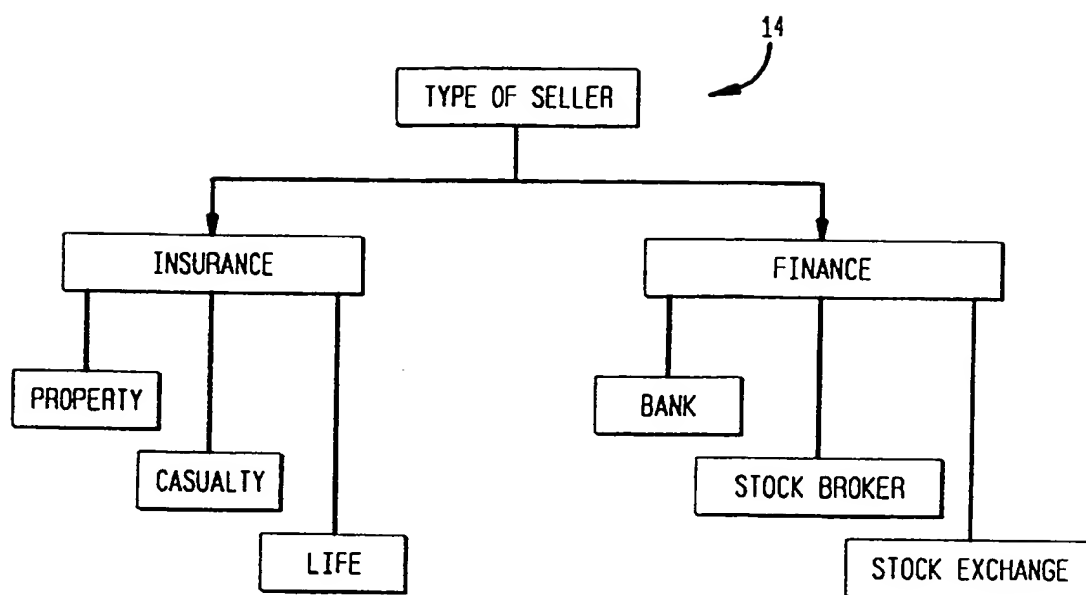 14
TYPE OF SELLER
INSURANCE
FINANCE
PROPERTY
BANK
CASUALTY
STOCK BROKER
LIFE
STOCK EXCHANGE